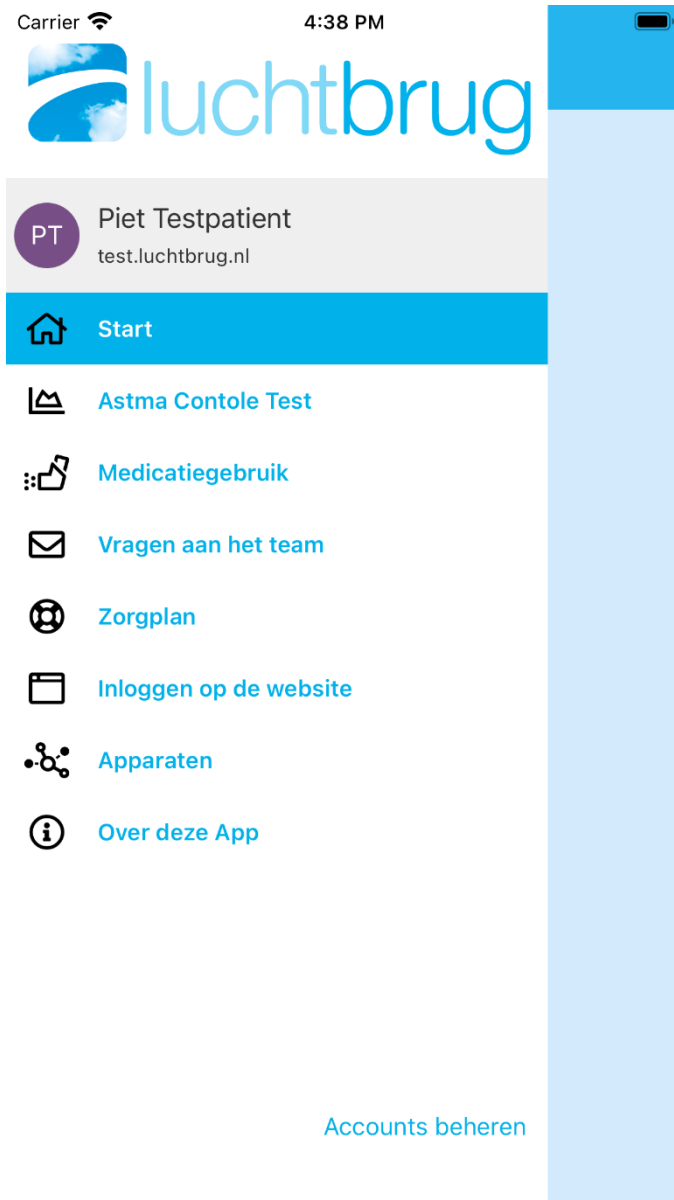 Carrier 4:38 PM
luchtbrug
PT
Piet Testpatient
test.luchtbrug.nl
Start
Astma Contole Test
Medicatiegebruik
Vragen aan het team
Zorgplan
Inloggen op de website
Apparaten
Over deze App
Accounts beheren